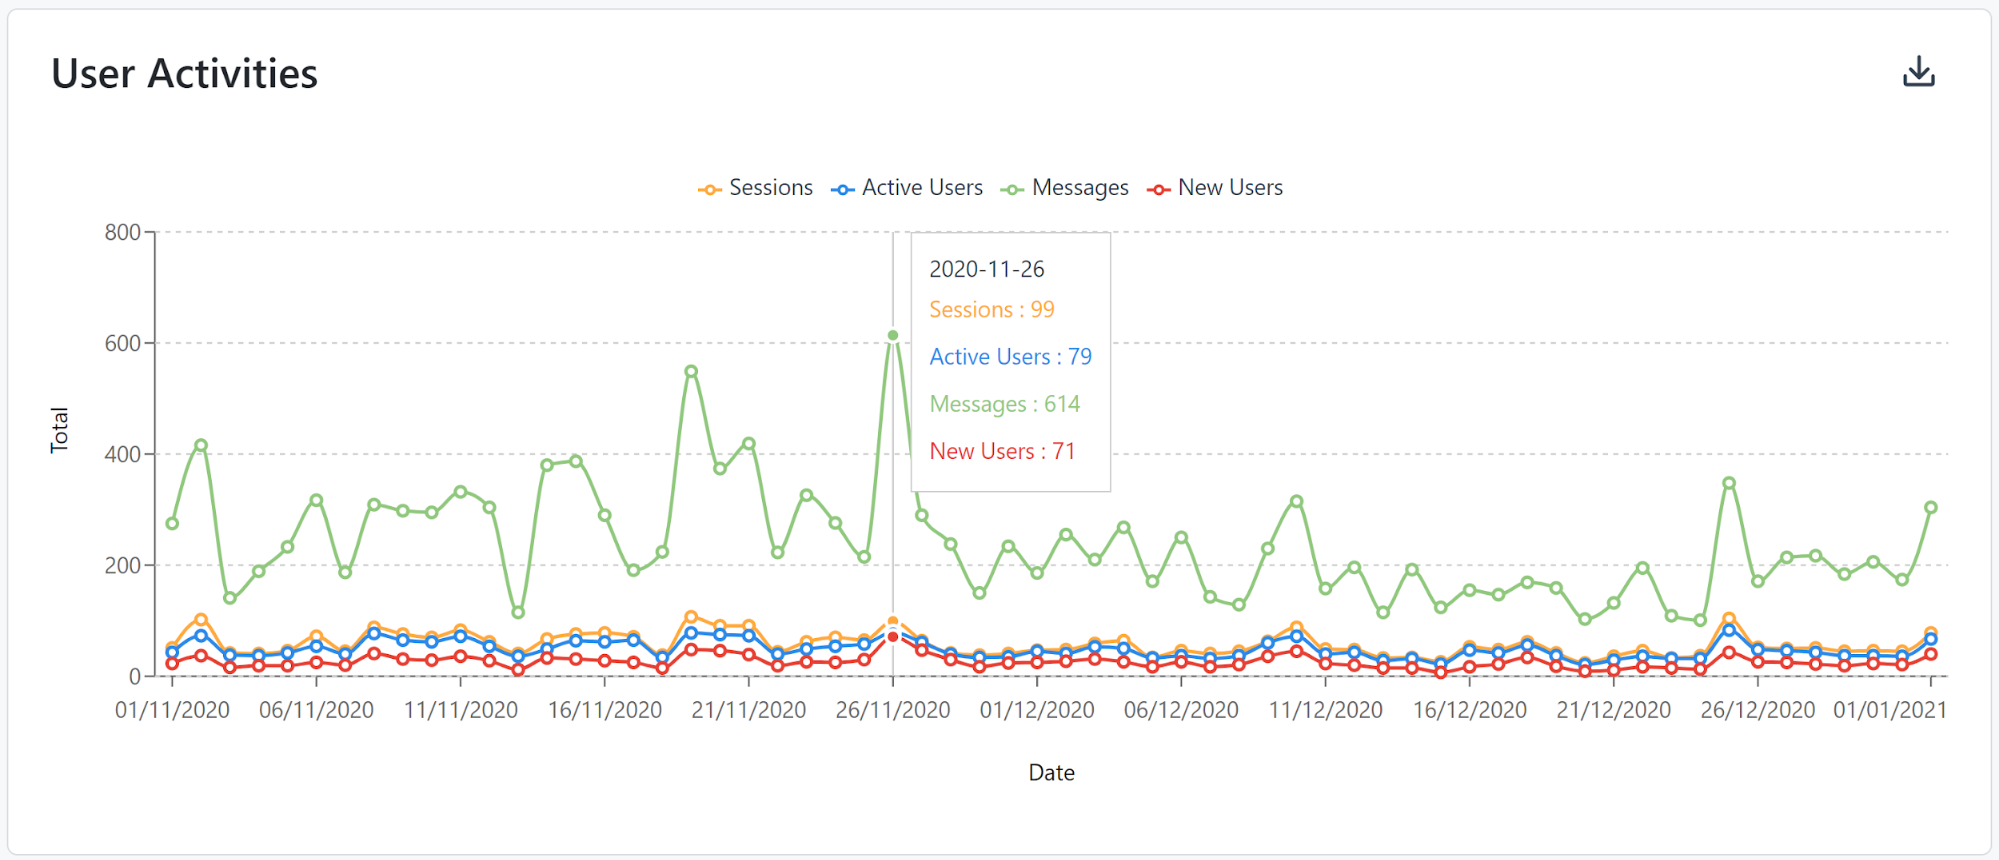 User Activities
Sessions Active Users Messages New Users
800
600
400
200
0
Total
2020-11-26
Sessions : 99
Active Users : 79
Messages : 614
New Users : 71
01/11/2020 06/11/2020 11/11/2020 16/11/2020 21/11/2020 26/11/2020 01/12/2020 06/12/2020 11/12/2020 16/12/2020 21/12/2020 26/12/2020 01/01/2021
Date